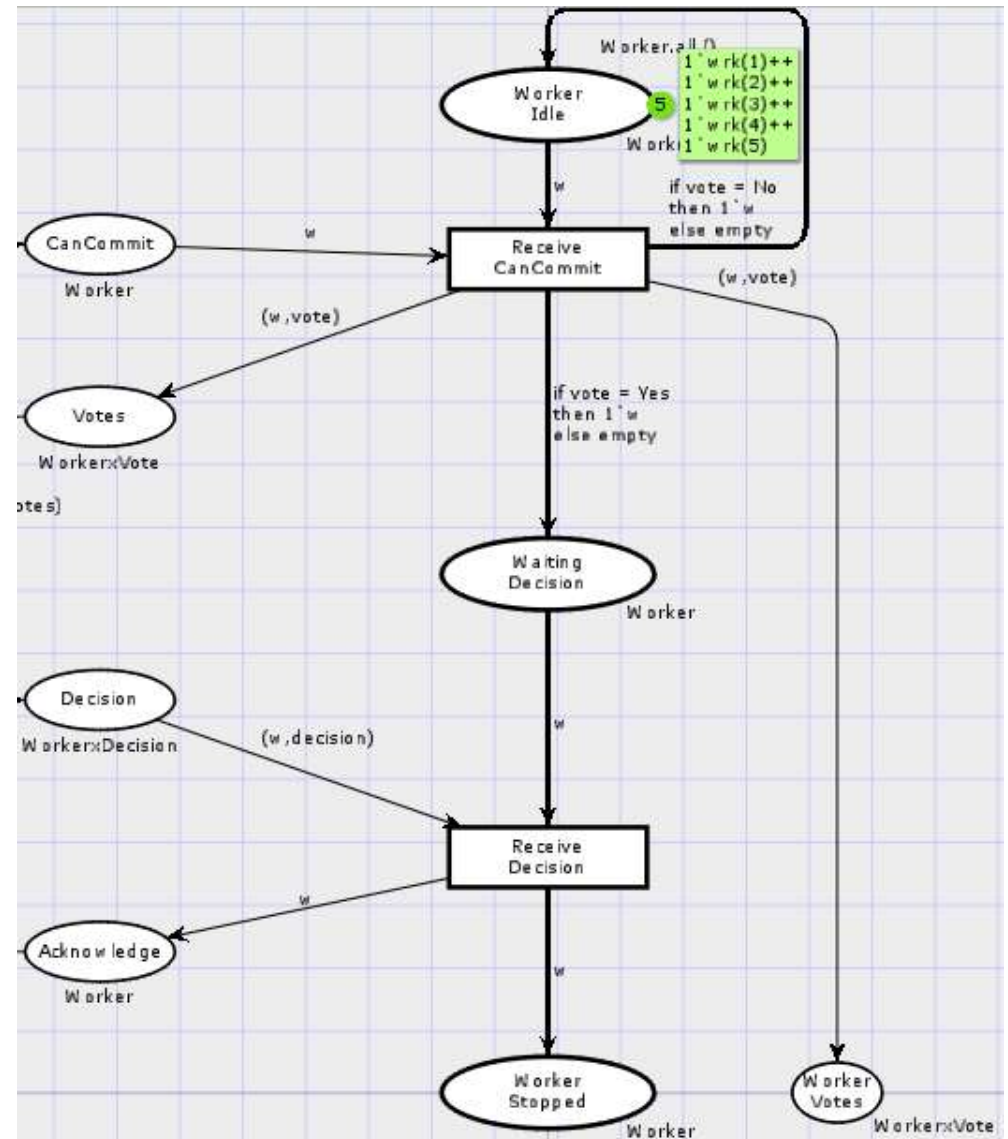 Worker.all()
1`wrk(1)++
1`wrk(2)++
1`wrk(3)++
1`wrk(4)++
1`wrk(5)
5
Worker
Idle
w
if vote = No
then 1`w
else empty
CanCommit
Worker
w
Receive
CanCommit
(w,vote)
(w,vote)
Votes
WorkerxVote
otes)
if vote = Yes
then 1`w
else empty
Waiting
Decision
Worker
Decision
WorkerxDecision
(w,decision)
w
Receive
Decision
w
Acknowledge
Worker
w
Worker
Stopped
Worker
Worker
Votes
WorkerxVote